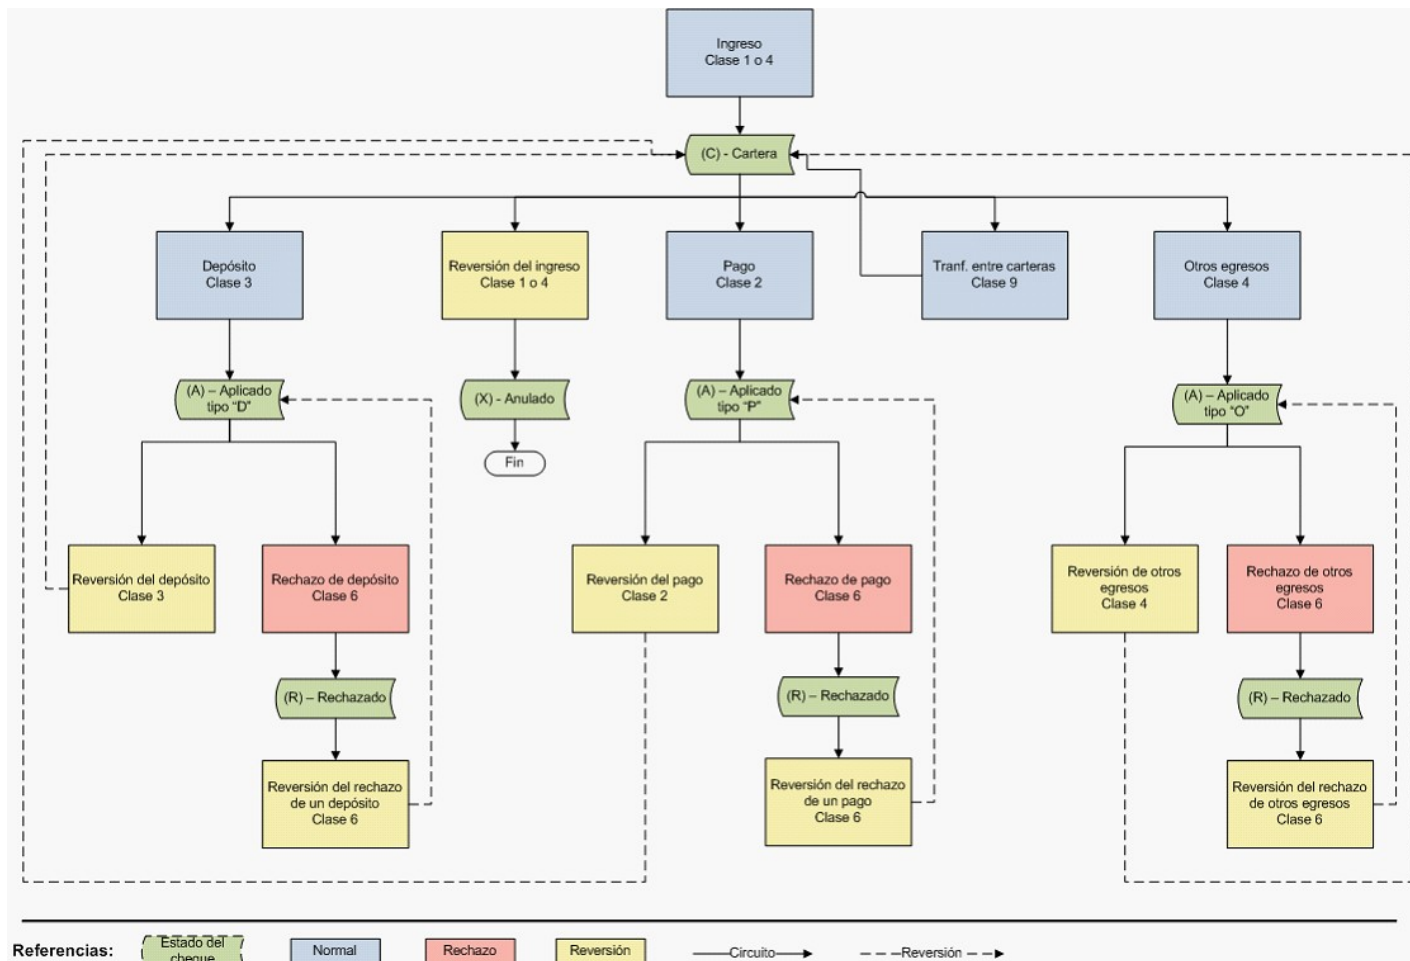 Ingreso
Clase 1 o 4
(C) - Cartera
Depósito
Clase 3
Reversión del ingreso
Clase 1 o 4
Pago
Clase 2
Tranf. entre carteras
Clase 9
Otros egresos
Clase 4
(A) – Aplicado
tipo “D”
(X) - Anulado
(A) – Aplicado
tipo “P”
(A) – Aplicado
tipo “O”
Fin
Reversión del depósito
Clase 3
Rechazo de depósito
Clase 6
Reversión del pago
Clase 2
Rechazo de pago
Clase 6
Reversión de otros
egresos
Clase 4
Rechazo de otros
egresos
Clase 6
(R) – Rechazado
(R) – Rechazado
(R) – Rechazado
Reversión del rechazo
de un depósito
Clase 6
Reversión del rechazo
de un pago
Clase 6
Reversión del rechazo
de otros egresos
Clase 6
Referencias:
Estado del
cheque
Normal
Rechazo
Reversión
Circuito
Reversión